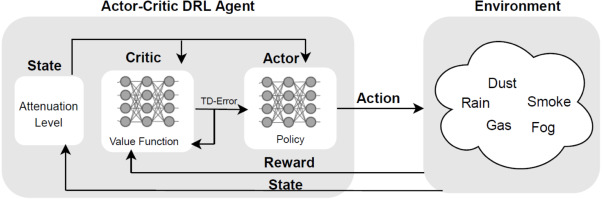 Actor-Critic DRL Agent
Environment
State
Critic
Actor
Attenuation
Level
TD-Error
Value Function
Policy
Action
Dust
Rain
Smoke
Gas
Fog
Reward
State